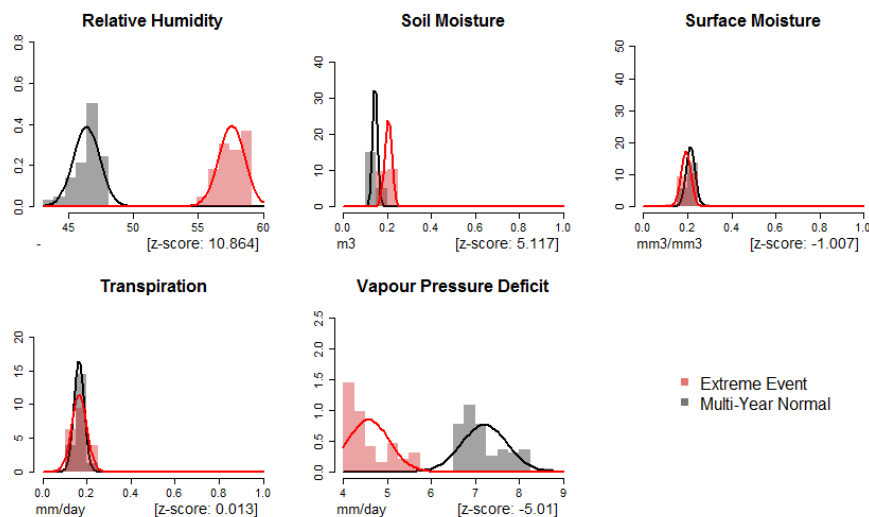 Relative Humidity
Soil Moisture
Surface Moisture
0.0 0.2 0.4 0.6 0.8
45 50 55 60
- [z-score: 10.864]
0 10 20 30 40
0.0 0.2 0.4 0.6 0.8 1.0
m3 [z-score: 5.117]
0 10 20 30 40 50
0.0 0.2 0.4 0.6 0.8 1.0
mm3/mm3 [z-score: -1.007]
Transpiration
Vapour Pressure Deficit
0 5 10 15 20
0.0 0.2 0.4 0.6 0.8 1.0
mm/day [z-score: 0.013]
0.0 0.5 1.0 1.5 2.0 2.5
4 5 6 7 8 9
mm/day [z-score: -5.01]
Extreme Event
Multi-Year Normal